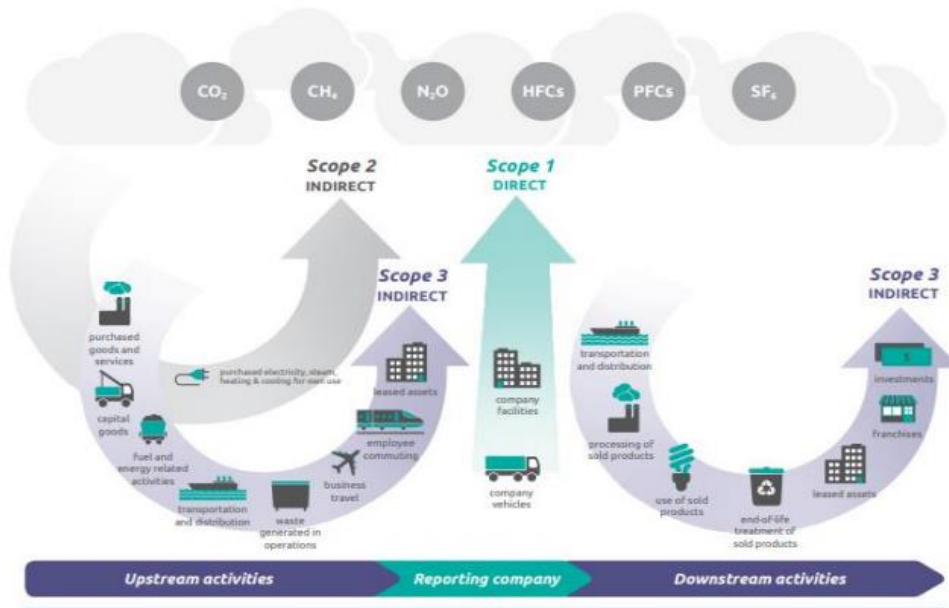 CO₂
CH₄
N₂O
HFCs
PFCs
SF₆
Scope 2
INDIRECT
Scope 1
DIRECT
Scope 3
INDIRECT
Scope 3
INDIRECT
purchased
goods and
services
capital
goods
fuel and
energy related
activities
transportation
and distribution
waste
generated in
operations
business
travel
employee
commuting
leased assets
purchased electricity, steam,
heating & cooling for own use
company
facilities
company
vehicles
transportation
and distribution
processing of
sold products
use of sold
products
end-of-life
treatment of
sold products
leased assets
franchises
investments
Upstream activities
Reporting company
Downstream activities